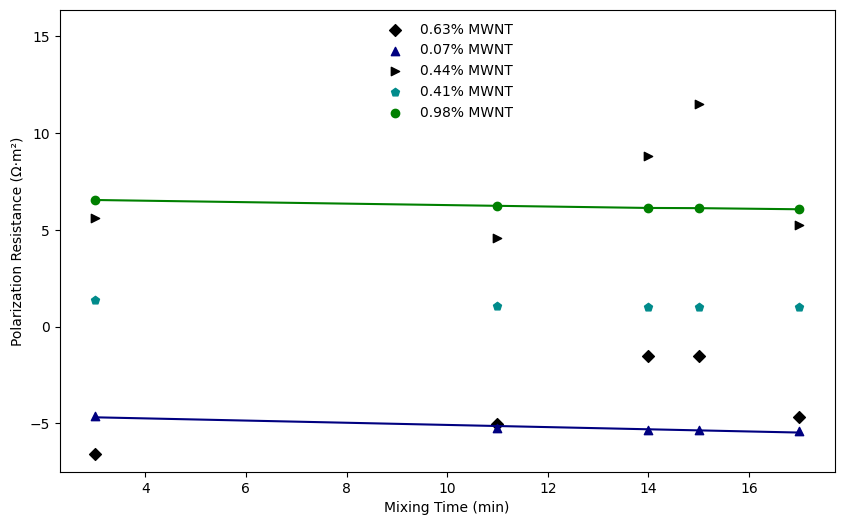 0.63% MWNT
0.07% MWNT
0.44% MWNT
0.41% MWNT
0.98% MWNT
Polarization Resistance (Ω·m²)
15
10
5
0
−5
4
6
8
10
12
14
16
Mixing Time (min)